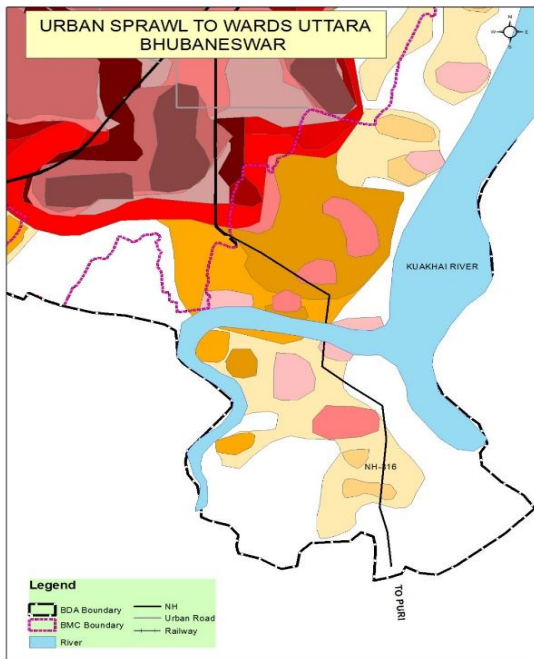 URBAN SPRAWL TO WARDS UTTARA
BHUBANESWAR
N
W E
S
KUAKHAI RIVER
NH-316
TO PURI
Legend
BDA Boundary
BMC Boundary
River
NH
Urban Road
Railway